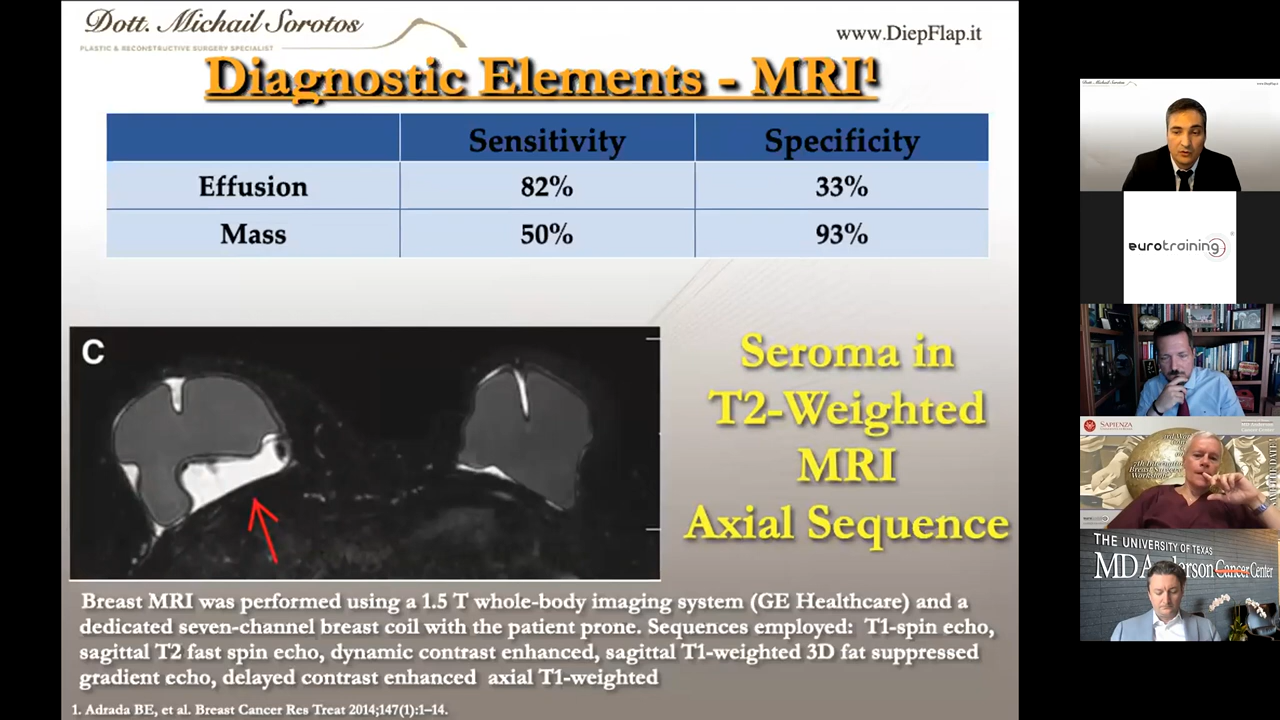 Dott. Michail Sorotos
PLASTIC & RECONSTRUCTIVE SURGERY SPECIALIST
www.DiepFlap.it
Diagnostic Elements - MRI¹
Sensitivity Specificity
Effusion 82% 33%
Mass 50% 93%
C
Seroma in
T2-Weighted
MRI
Axial Sequence
Breast MRI was performed using a 1.5 T whole-body imaging system (GE Healthcare) and a
dedicated seven-channel breast coil with the patient prone. Sequences employed: T1-spin echo,
sagittal T2 fast spin echo, dynamic contrast enhanced, sagittal T1-weighted 3D fat suppressed
gradient echo, delayed contrast enhanced axial T1-weighted
1. Adrada BE, et al. Breast Cancer Res Treat 2014;147(1):1–14.
eurotraining
SAPIENZA
7th International
Breast Surgery
Workshop
THE UNIVERSITY OF TEXAS
MD Anderson Cancer Center